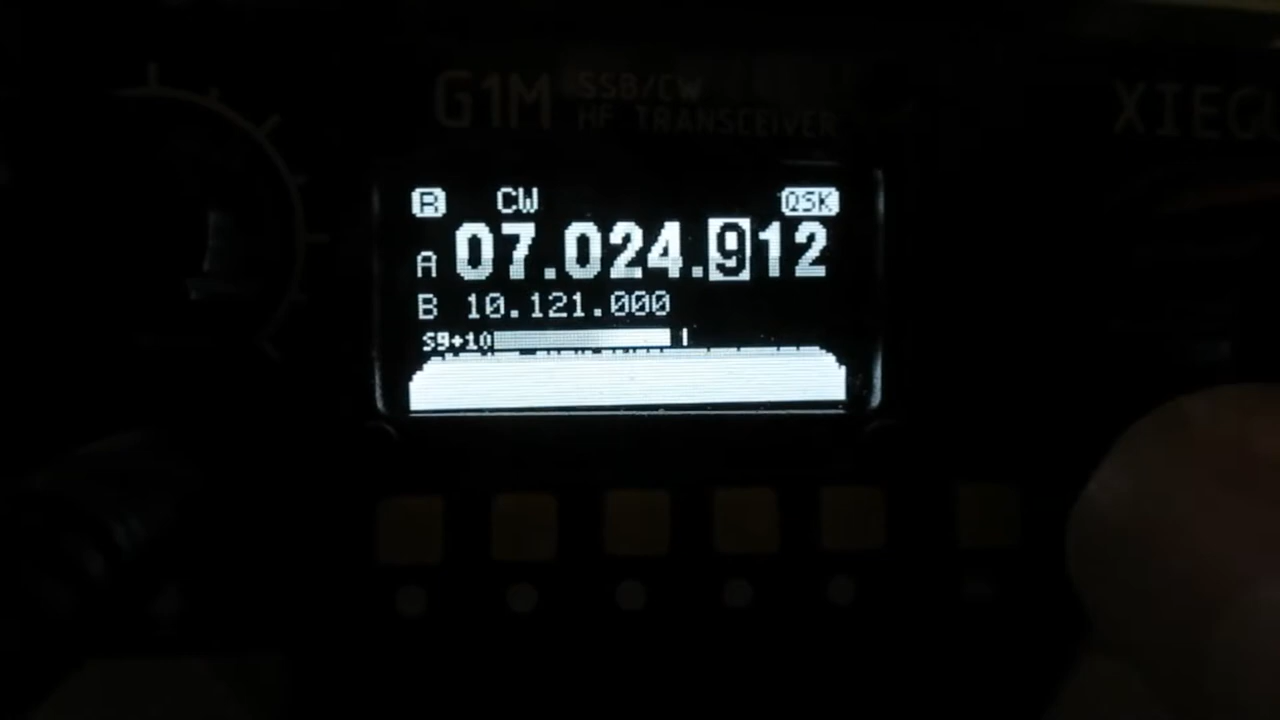 G1M SSB/CW
HF TRANSCEIVER
XIEGU
R CW QSK
A 07.024.912
B 10.121.000
S9+10